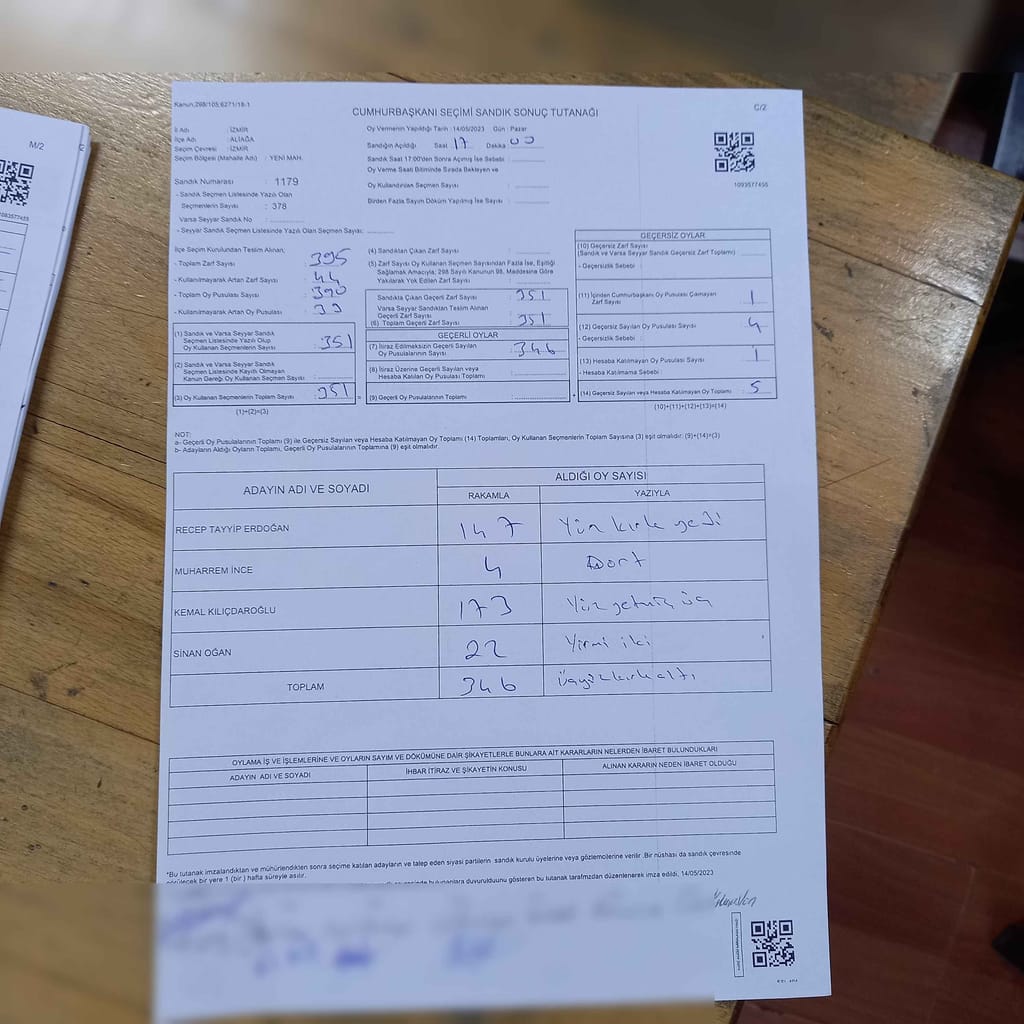 M/2
Kanun,298/105;6271/18-1
C/2
CUMHURBAŞKANI SEÇİMİ SANDIK SONUÇ TUTANAĞI
İl Adı : İZMİR
İlçe Adı : ALİAĞA
Seçim Çevresi : İZMİR
Seçim Bölgesi (Mahalle Adı) : YENİ MAH.
Sandık Numarası : 1179
- Sandık Seçmen Listesinde Yazılı Olan
Seçmenlerin Sayısı : 378
Varsa Seyyar Sandık No :
- Seyyar Sandık Seçmen Listesinde Yazılı Olan Seçmen Sayısı:
Oy Vermenin Yapıldığı Tarih :14/05/2023 Gün : Pazar
Sandığın Açıldığı Saat : 17 Dakika 00
Sandık Saat 17:00'den Sonra Açmış İse Sebebi :
Oy Verme Saati Bitiminde Sırada Bekleyen ve
Oy Kullandırılan Seçmen Sayısı :
Birden Fazla Sayım Döküm Yapılmış İse Sayısı :
1093577455
İlçe Seçim Kurulundan Teslim Alınan;
- Toplam Zarf Sayısı : 395
- Kullanılmayarak Artan Zarf Sayısı : 44
- Toplam Oy Pusulası Sayısı : 390
- Kullanılmayarak Artan Oy Pusulası : 39
(1) Sandık ve Varsa Seyyar Sandık
Seçmen Listesinde Yazılı Olup
Oy Kullanan Seçmenlerin Sayısı : 351
(2) Sandık ve Varsa Seyyar Sandık
Seçmen Listesinde Kayıtlı Olmayan
Kanun Gereği Oy Kullanan Seçmen Sayısı :
(3) Oy Kullanan Seçmenlerin Toplam Sayısı : 351
(1)+(2)=(3)
(4) Sandıktan Çıkan Zarf Sayısı :
(5) Zarf Sayısı Oy Kullanan Seçmen Sayısından Fazla İse, Eşitliği
Sağlamak Amacıyla; 298 Sayılı Kanunun 98. Maddesine Göre
Yakılarak Yok Edilen Zarf Sayısı :
Sandıkta Çıkan Geçerli Zarf Sayısı : 351
Varsa Seyyar Sandıktan Teslim Alınan
Geçerli Zarf Sayısı :
(6) Toplam Geçerli Zarf Sayısı : 351
GEÇERLİ OYLAR
(7) İtiraz Edilmeksizin Geçerli Sayılan
Oy Pusulalarının Sayısı : 346
(8) İtiraz Üzerine Geçerli Sayılan veya
Hesaba Katılan Oy Pusulası Toplamı :
(9) Geçerli Oy Pusulalarının Toplamı :
GEÇERSİZ OYLAR
(10) Geçersiz Zarf Sayısı
(Sandık ve Varsa Seyyar Sandık Geçersiz Zarf Toplamı) :
- Geçersizlik Sebebi :
(11) İçinden Cumhurbaşkanı Oy Pusulası Çıkmayan
Zarf Sayısı : 1
(12) Geçersiz Sayılan Oy Pusulası Sayısı : 4
- Geçersizlik Sebebi :
(13) Hesaba Katılmayan Oy Pusulası Sayısı : 1
- Hesaba Katılmama Sebebi :
(14) Geçersiz Sayılan veya Hesaba Katılmayan Oy Toplamı : 5
(10)+(11)+(12)+(13)=(14)
NOT:
a- Geçerli Oy Pusulalarının Toplamı (9) ile Geçersiz Sayılan veya Hesaba Katılmayan Oy Toplamı (14) Toplamları, Oy Kullanan Seçmenlerin Toplam Sayısına (3) eşit olmalıdır. (9)+(14)=(3)
b- Adayların Aldığı Oyların Toplamı, Geçerli Oy Pusulalarının Toplamına (9) eşit olmalıdır.
ADAYIN ADI VE SOYADI ALDIĞI OY SAYISI
RAKAMLA YAZIYLA
RECEP TAYYİP ERDOĞAN 147 Yüz kırk yedi
MUHARREM İNCE 4 Dört
KEMAL KILIÇDAROĞLU 173 Yüz yetmiş üç
SİNAN OĞAN 22 Yirmi iki
TOPLAM 346 Üçyüzkırkaltı
OYLAMA İŞ VE İŞLEMLERİNE VE OYLARIN SAYIM VE DÖKÜMÜNE DAİR ŞİKAYETLERLE BUNLARA AİT KARARLARIN NELERDEN İBARET BULUNDUKLARI
ADAYIN ADI VE SOYADI İHBAR İTİRAZ VE ŞİKAYETİN KONUSU ALINAN KARARIN NEDEN İBARET OLDUĞU
*Bu tutanak imzalandıktan ve mühürlendikten sonra seçime katılan adayların ve talep eden siyasi partilerin sandık kurulu üyelerine veya gözlemcilerine verilir. Bir nüshası da sandık çevresinde
görülecek bir yere 1 (bir) hafta süreyle asılır.
bulunanlara duyurulduğunu gösteren bu tutanak tarafımızdan düzenlenerek imza edildi. 14/05/2023